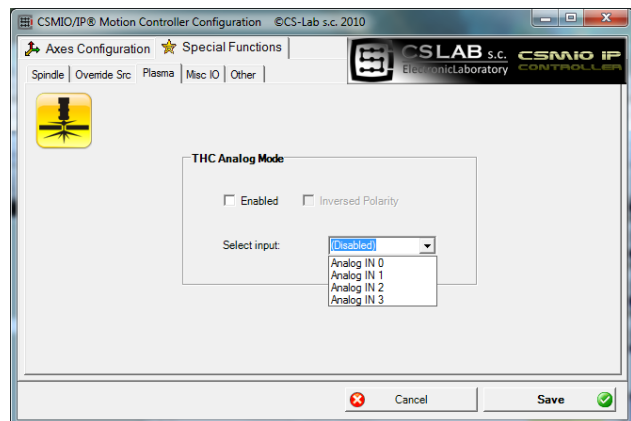 CSMIO/IP® Motion Controller Configuration ©CS-Lab s.c. 2010
Axes Configuration Special Functions
CSLAB s.c.
ElectronicLaboratory
CSMIO IP
CONTROLLER
Spindle Override Src Plasma Misc IO Other
THC Analog Mode
Enabled Inversed Polarity
Select input: (Disabled)
Analog IN 0
Analog IN 1
Analog IN 2
Analog IN 3
Cancel Save